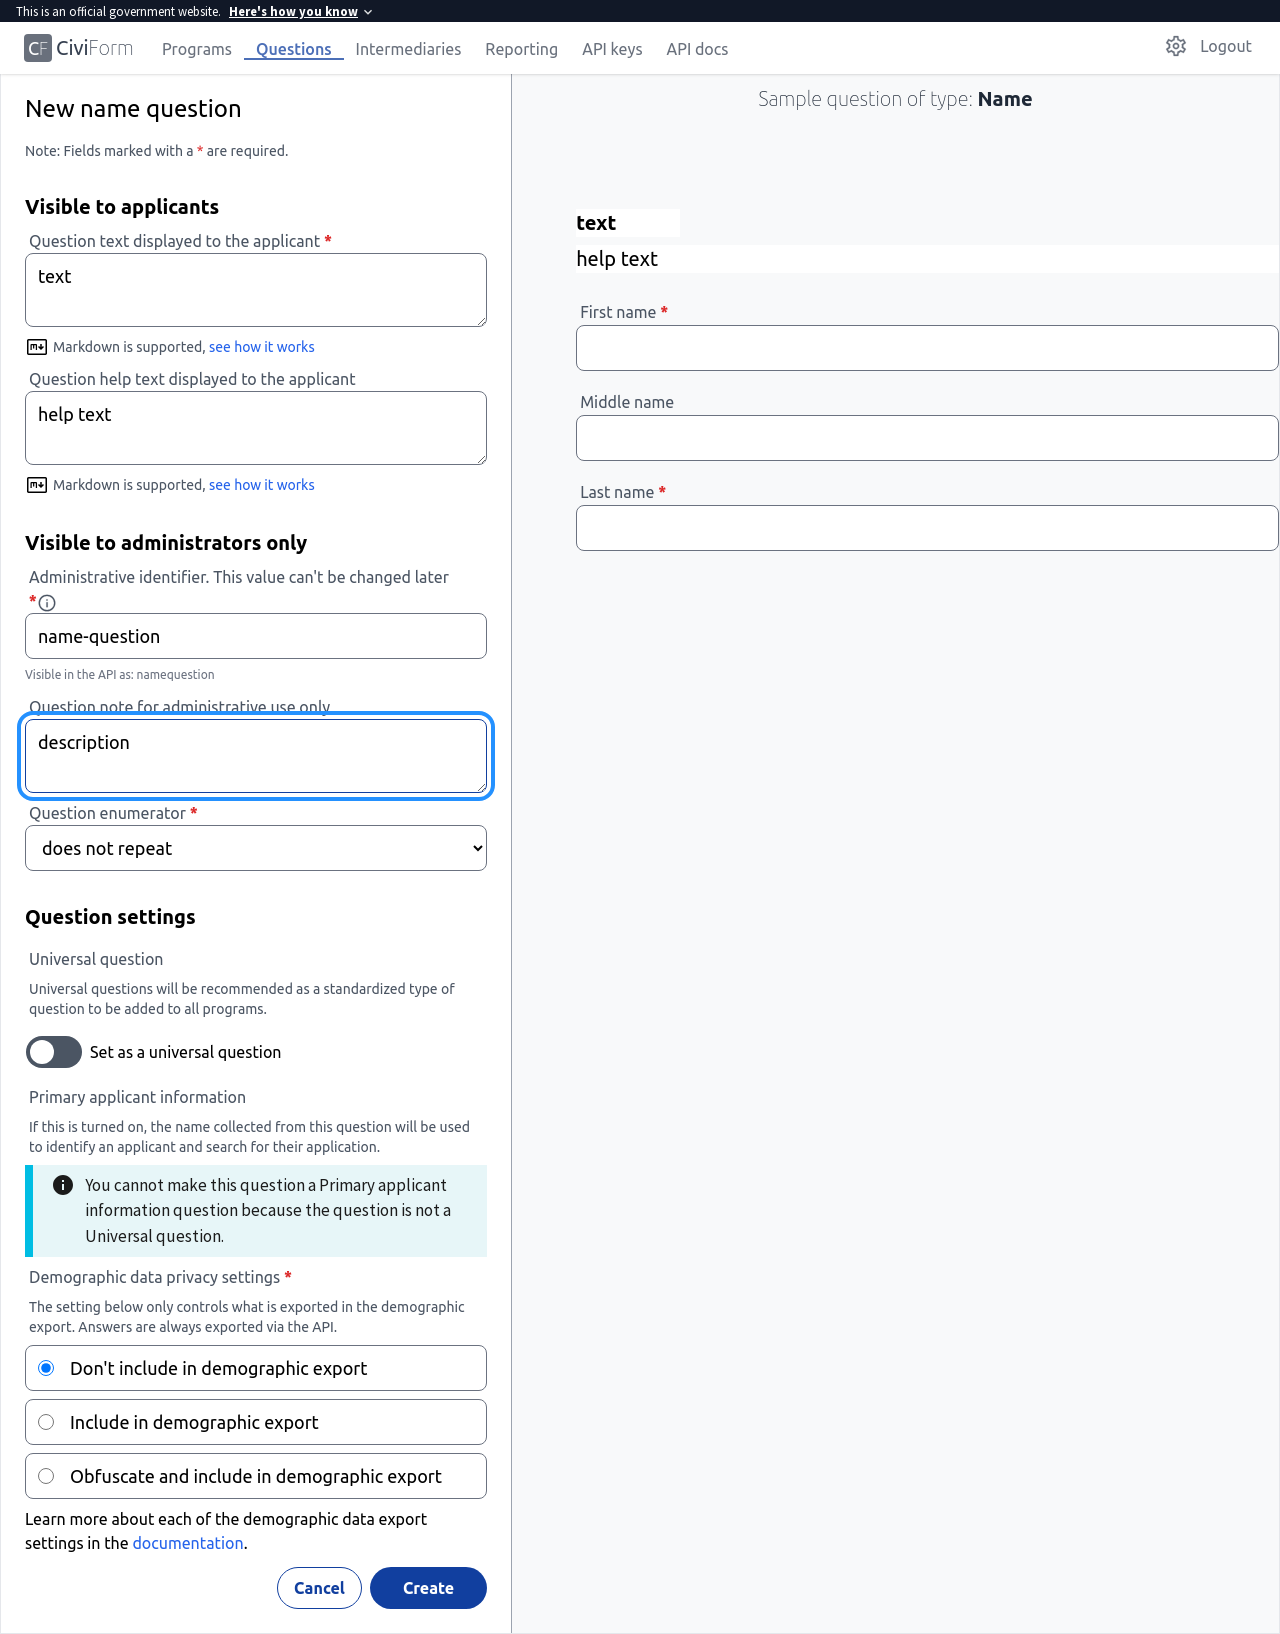 This is an official government website. Here's how you know
CF CiviForm Programs Questions Intermediaries Reporting API keys API docs Logout
New name question
Note: Fields marked with a * are required.
Visible to applicants
Question text displayed to the applicant *
text
Markdown is supported, see how it works
Question help text displayed to the applicant
help text
Markdown is supported, see how it works
Visible to administrators only
Administrative identifier. This value can't be changed later
*
name-question
Visible in the API as: namequestion
Question note for administrative use only
description
Question enumerator *
does not repeat
Question settings
Universal question
Universal questions will be recommended as a standardized type of
question to be added to all programs.
Set as a universal question
Primary applicant information
If this is turned on, the name collected from this question will be used
to identify an applicant and search for their application.
You cannot make this question a Primary applicant
information question because the question is not a
Universal question.
Demographic data privacy settings *
The setting below only controls what is exported in the demographic
export. Answers are always exported via the API.
Don't include in demographic export
Include in demographic export
Obfuscate and include in demographic export
Learn more about each of the demographic data export
settings in the documentation.
Cancel Create
Sample question of type: Name
text
help text
First name *
Middle name
Last name *